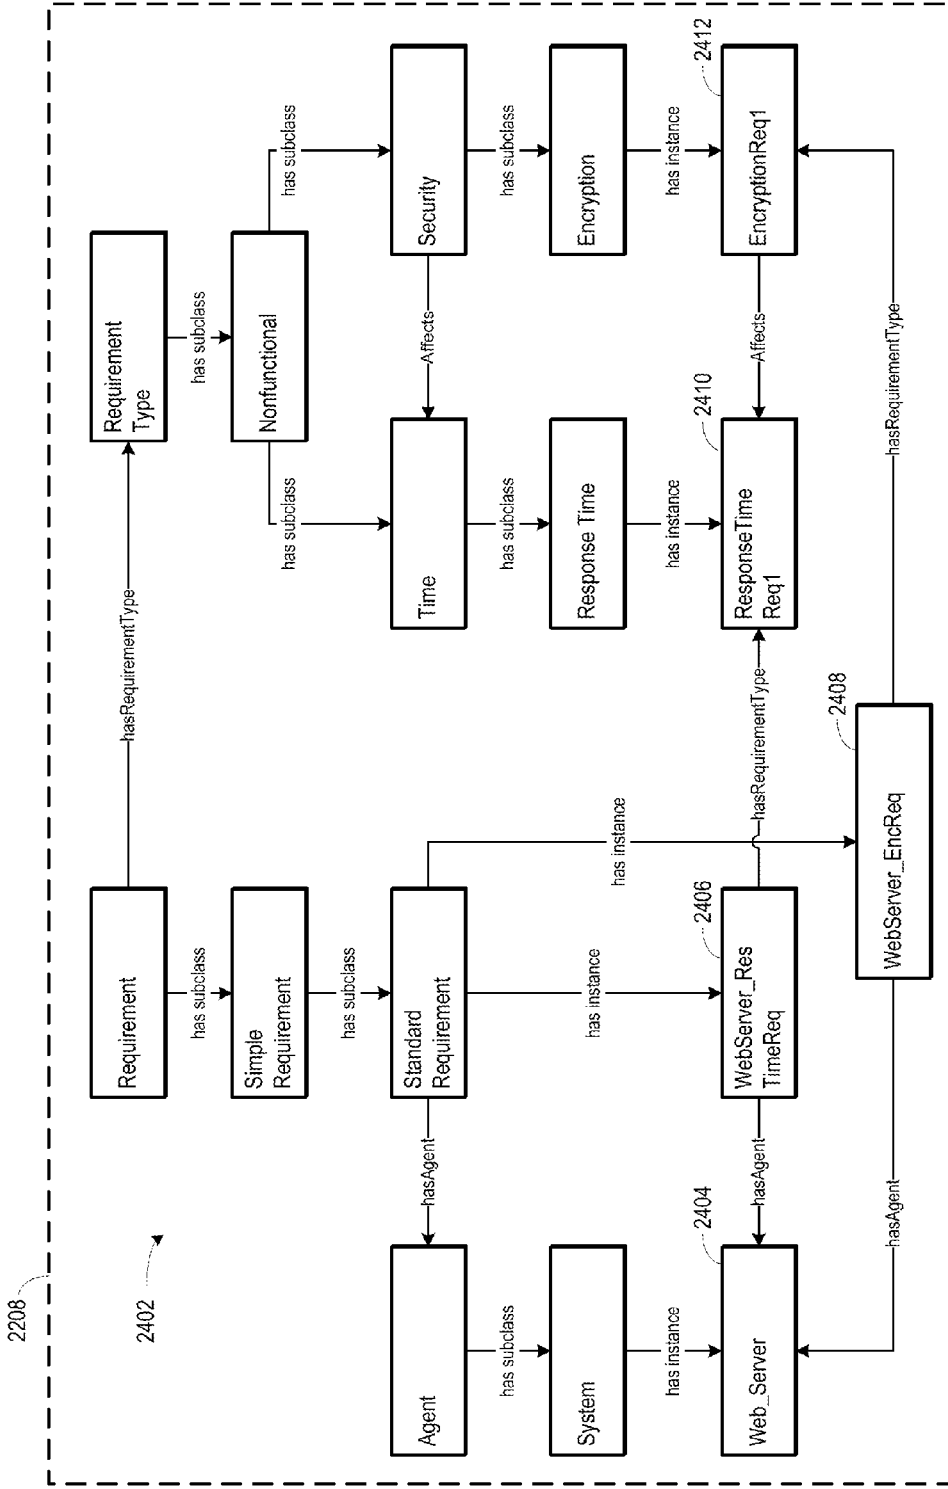 2208
2402
Requirement
hasRequirementType
Requirement
Type
has subclass
has subclass
Simple
Requirement
Nonfunctional
has subclass
has subclass
has subclass
Agent
hasAgent
Standard
Requirement
Time
Affects
Security
has subclass
has instance
has instance
has subclass
has subclass
System
Response Time
Encryption
has instance
has instance
has instance
2404
2406
2410
2412
Web_Server
hasAgent
WebServer_Res
TimeReq
hasRequirementType
ResponseTime
Req1
Affects
EncryptionReq1
2408
hasAgent
WebServer_EncReq
hasRequirementType